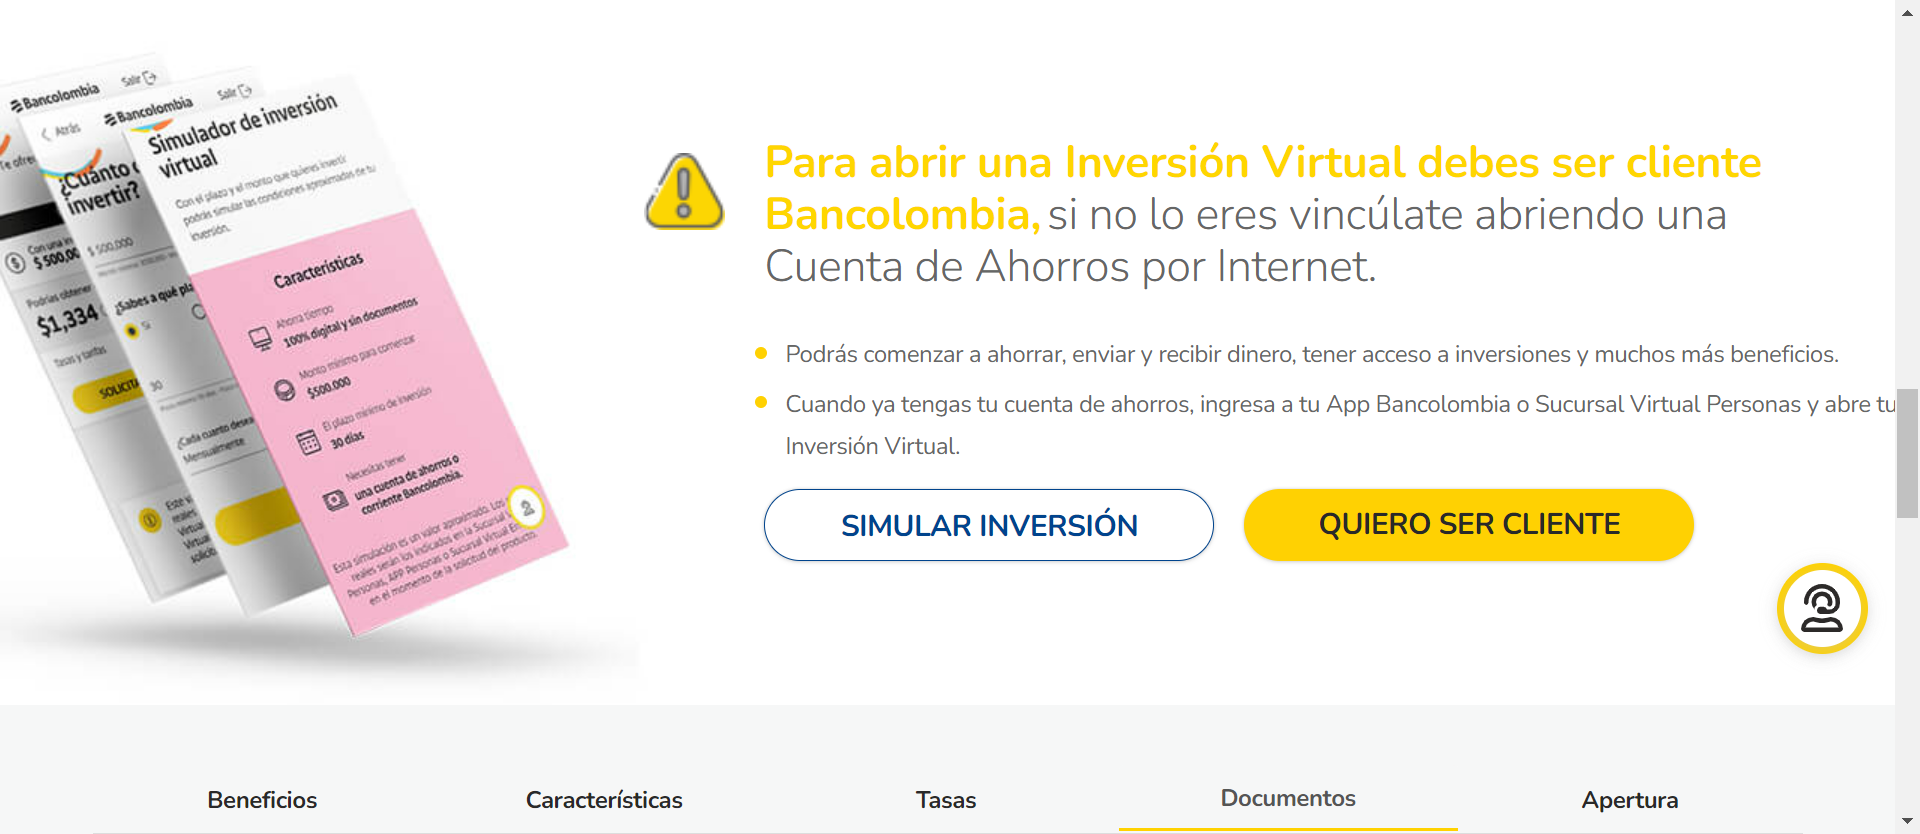 Bancolombia
Salir
Te ofre
Con una in
$ 500,00
Podrías obtener
$1,334
Tasas y tarifas
SOLICITA
Este v
reales
Virtua
Virtua
solicit
Atrás
Bancolombia
Salir
¿Cuánto
invertir?
$ 500,000
¿Sabes a qué pla
Si
30
¿Cada cuanto desea
Mensualmente
Simulador de inversión
virtual
Con el plazo y el monto que quieres invertir
podrás simular las condiciones aproximadas de tu
inversión.
Características
Ahorra tiempo
100% digital y sin documentos
Monto mínimo para comenzar
$500.000
El plazo mínimo de inversión
30 días
Necesitas tener
una cuenta de ahorros o
corriente Bancolombia.
Esta simulación es un valor aproximado. Los
reales serán los indicados en la Sucursal
Personas, APP Personas o Sucursal Virtual
en el momento de la solicitud del producto.
Para abrir una Inversión Virtual debes ser cliente
Bancolombia, si no lo eres vincúlate abriendo una
Cuenta de Ahorros por Internet.
Podrás comenzar a ahorrar, enviar y recibir dinero, tener acceso a inversiones y muchos más beneficios.
Cuando ya tengas tu cuenta de ahorros, ingresa a tu App Bancolombia o Sucursal Virtual Personas y abre tu
Inversión Virtual.
SIMULAR INVERSIÓN
QUIERO SER CLIENTE
Beneficios
Características
Tasas
Documentos
Apertura